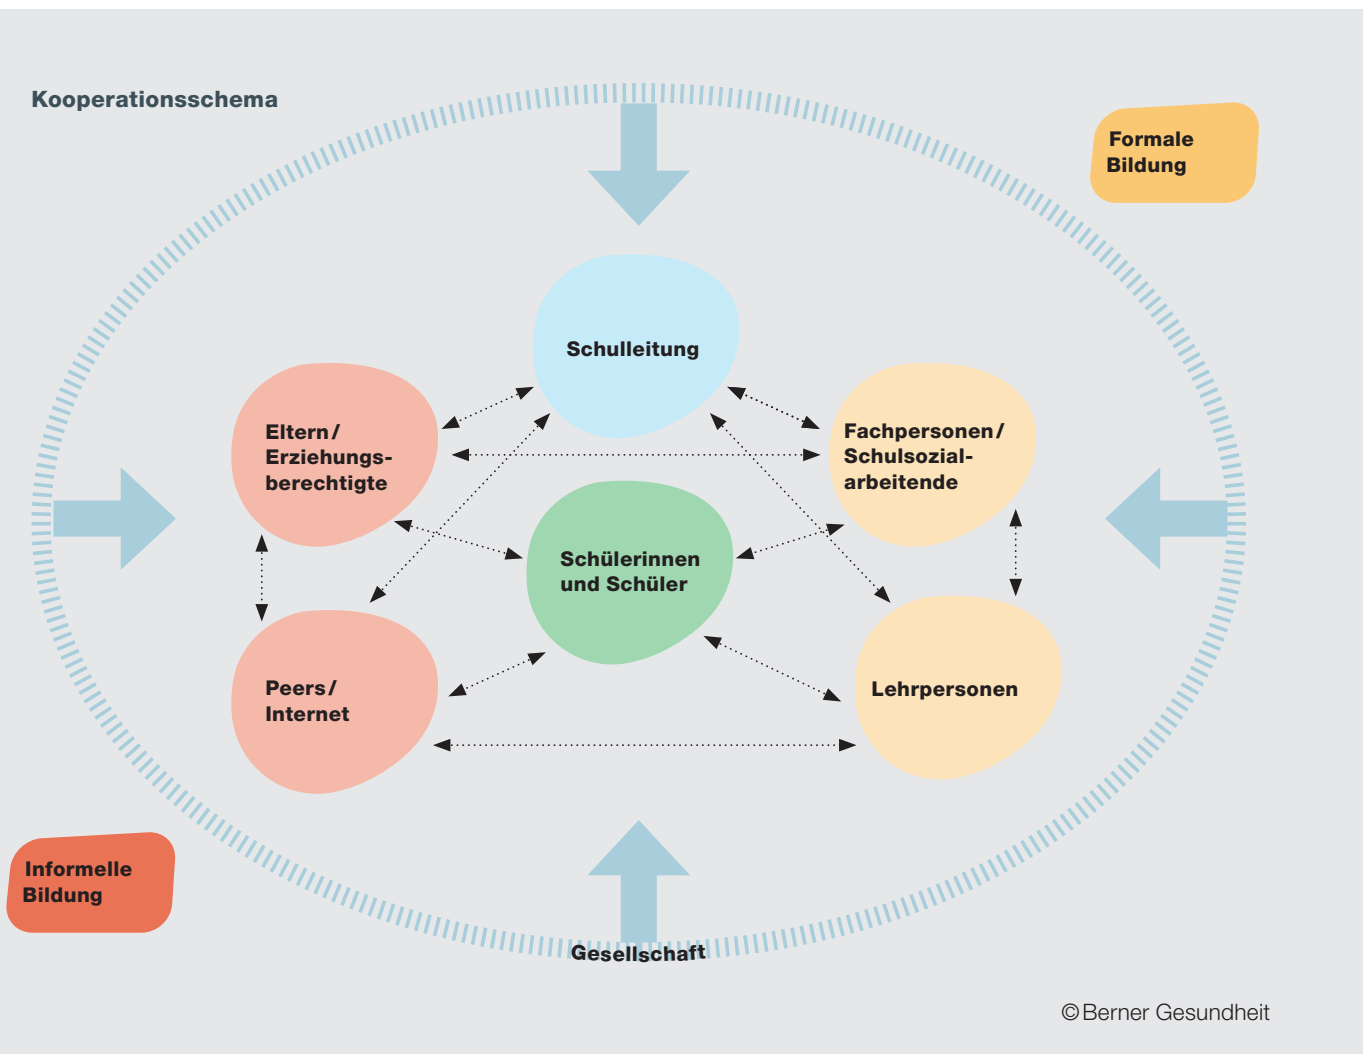 Kooperationsschema
Formale
Bildung
Schulleitung
Eltern/
Erziehungs-
berechtigte
Fachpersonen/
Schulsozial-
arbeitende
Schülerinnen
und Schüler
Peers/
Internet
Lehrpersonen
Informelle
Bildung
Gesellschaft
© Berner Gesundheit